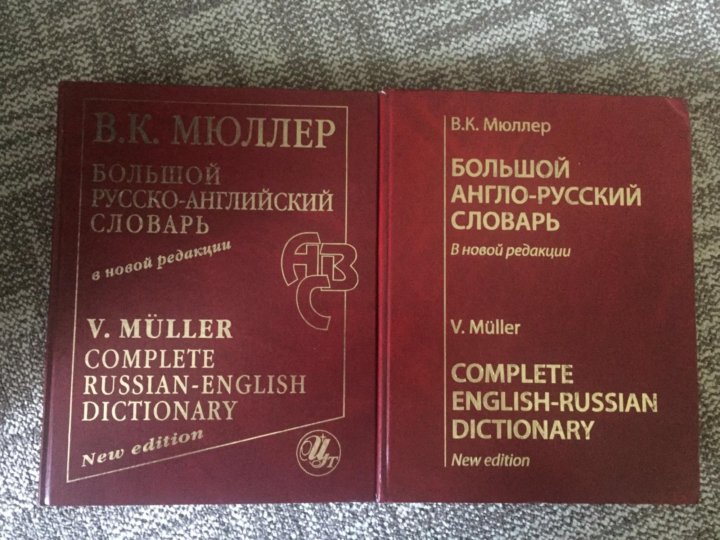 В.К. МЮЛЛЕР
БОЛЬШОЙ
РУССКО-АНГЛИЙСКИЙ
СЛОВАРЬ
в новой редакции
АВС
V. MÜLLER
COMPLETE
RUSSIAN-ENGLISH
DICTIONARY
New edition
В.К. Мюллер
БОЛЬШОЙ
АНГЛО-РУССКИЙ
СЛОВАРЬ
В новой редакции
V. Müller
COMPLETE
ENGLISH-RUSSIAN
DICTIONARY
New edition